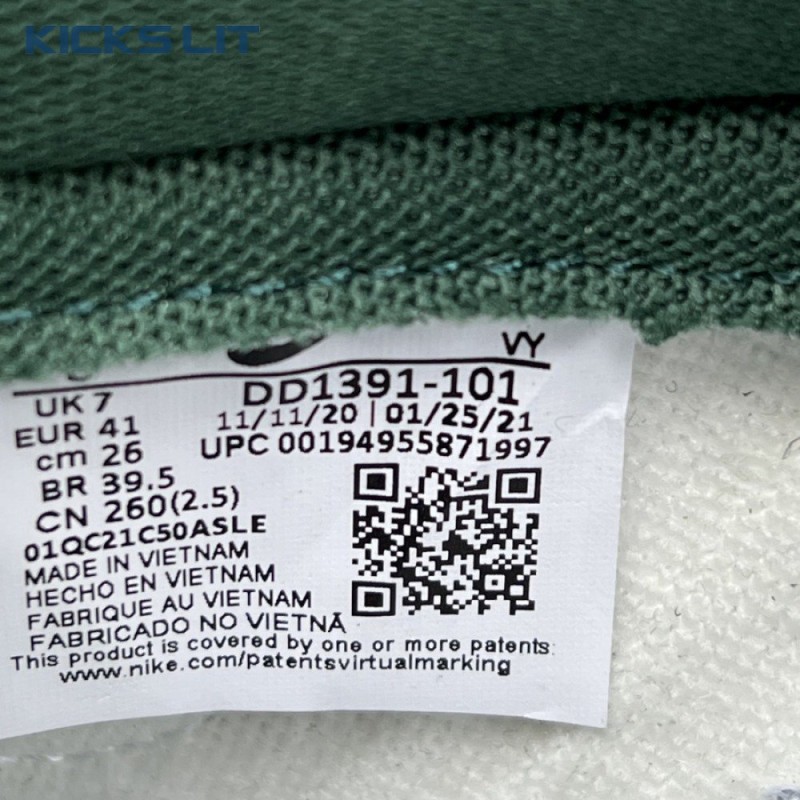 KICKS LIT
VY
UK 7
DD1391-101
EUR 41
11/11/20 | 01/25/21
cm 26
UPC 00194955871997
BR 39.5
CN 260(2.5)
01QC21C50ASLE
MADE IN VIETNAM
HECHO EN VIETNAM
FABRIQUE AU VIETNAM
FABRICADO NO VIETNÃ
This product is covered by one or more patents:
www.nike.com/patentsvirtualmarking